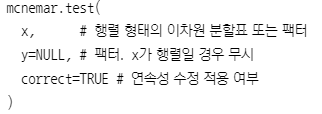 mcnemar.test(
x, # 행렬 형태의 이차원 분할표 또는 팩터
y=NULL, # 팩터. x가 행렬일 경우 무시
correct=TRUE # 연속성 수정 적용 여부
)